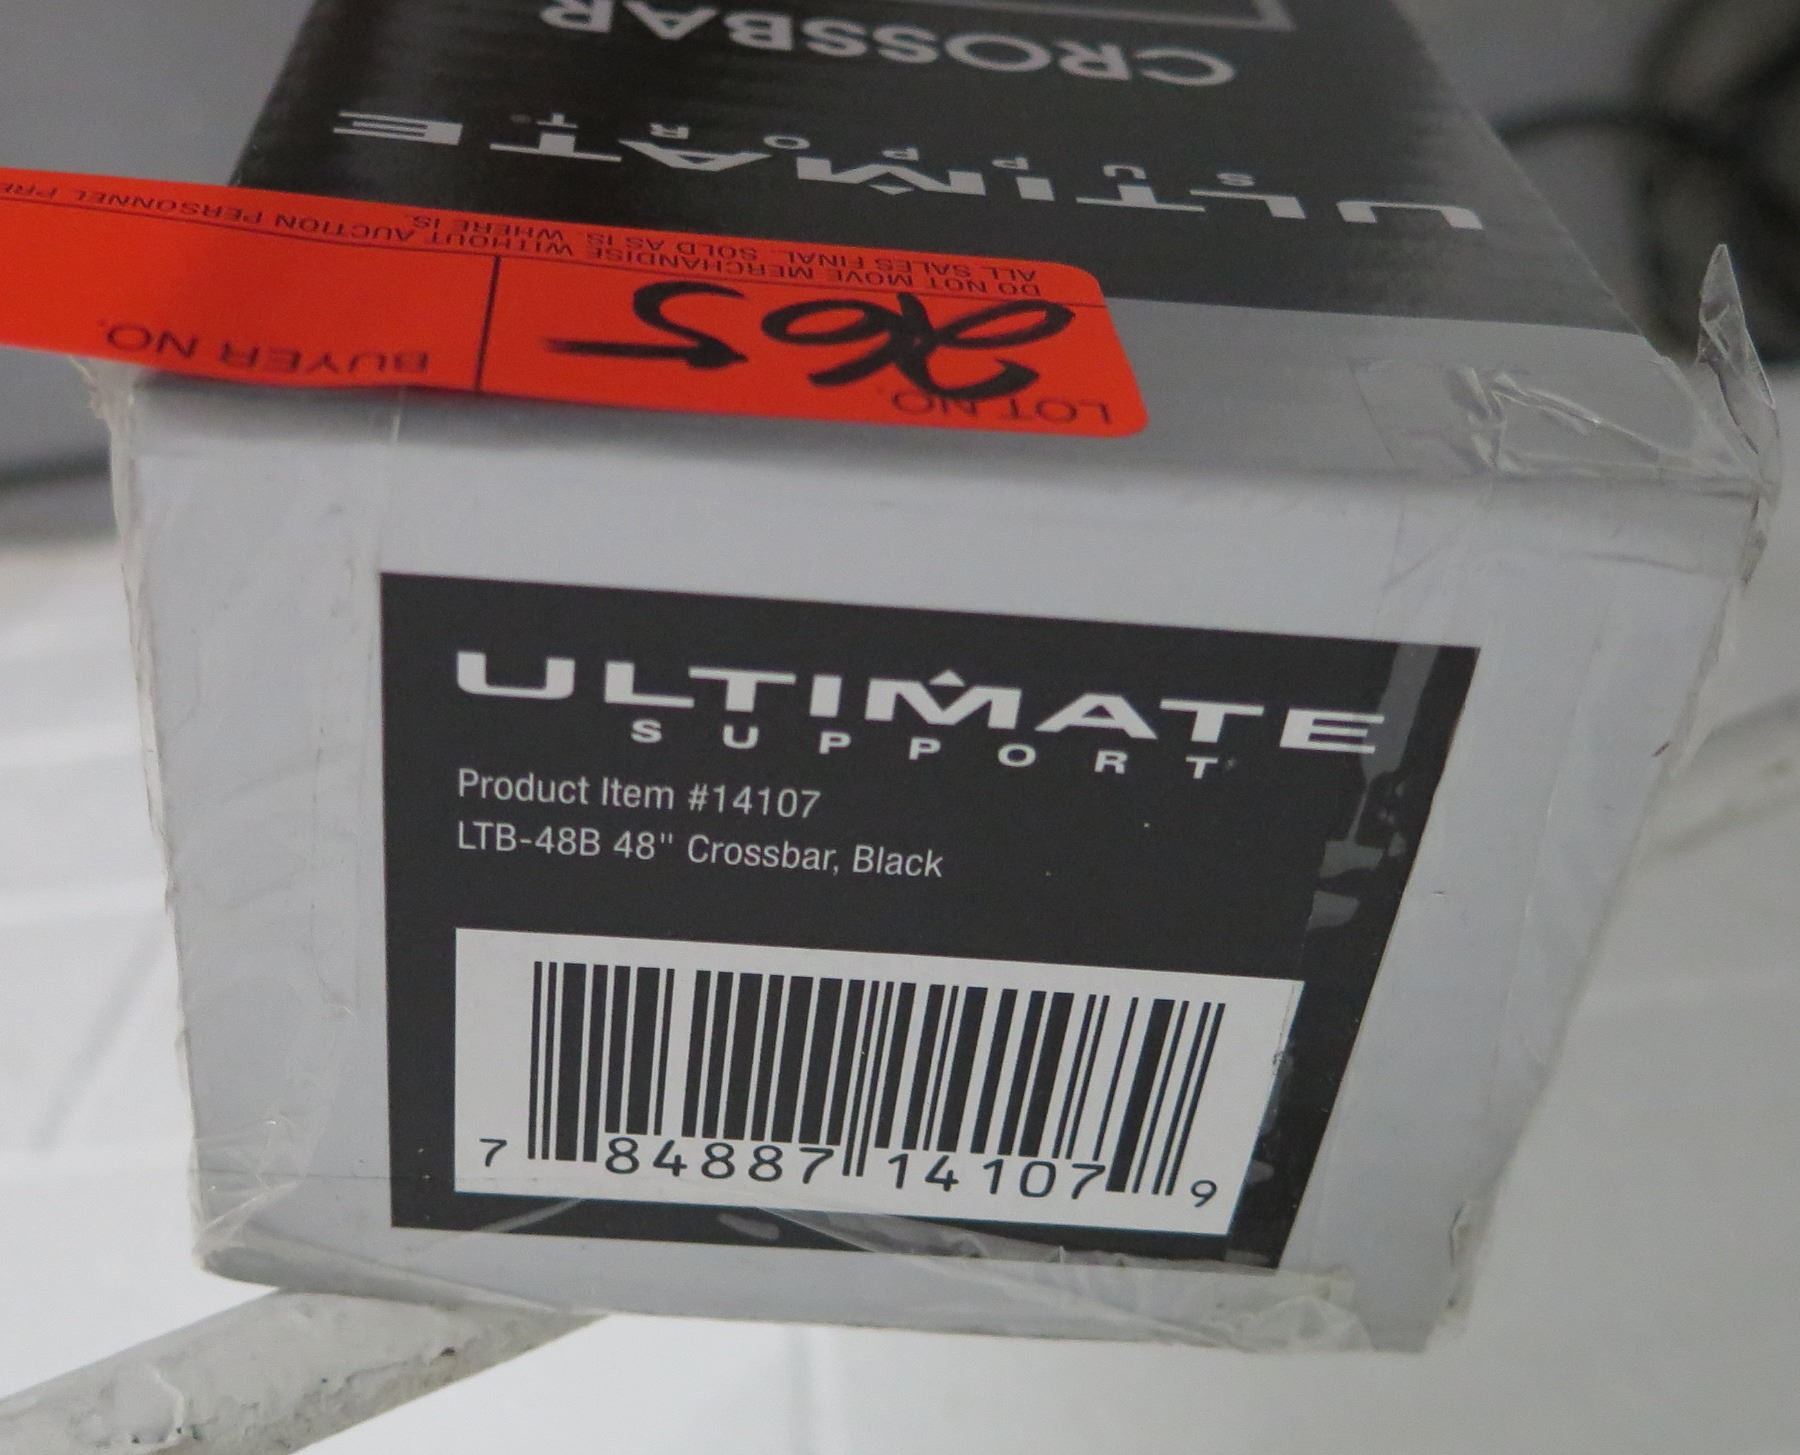 CROSSBAR
ULTIMATE
SUPPORT
ALL SALES FINAL. SOLD AS IS. WHERE IS.
DO NOT MOVE MERCHANDISE WITHOUT AUCTION PERSONNEL
LOT NO. 265
BUYER NO.
ULTIMATE
SUPPORT
Product Item #14107
LTB-48B 48" Crossbar, Black
7 84887 14107 9